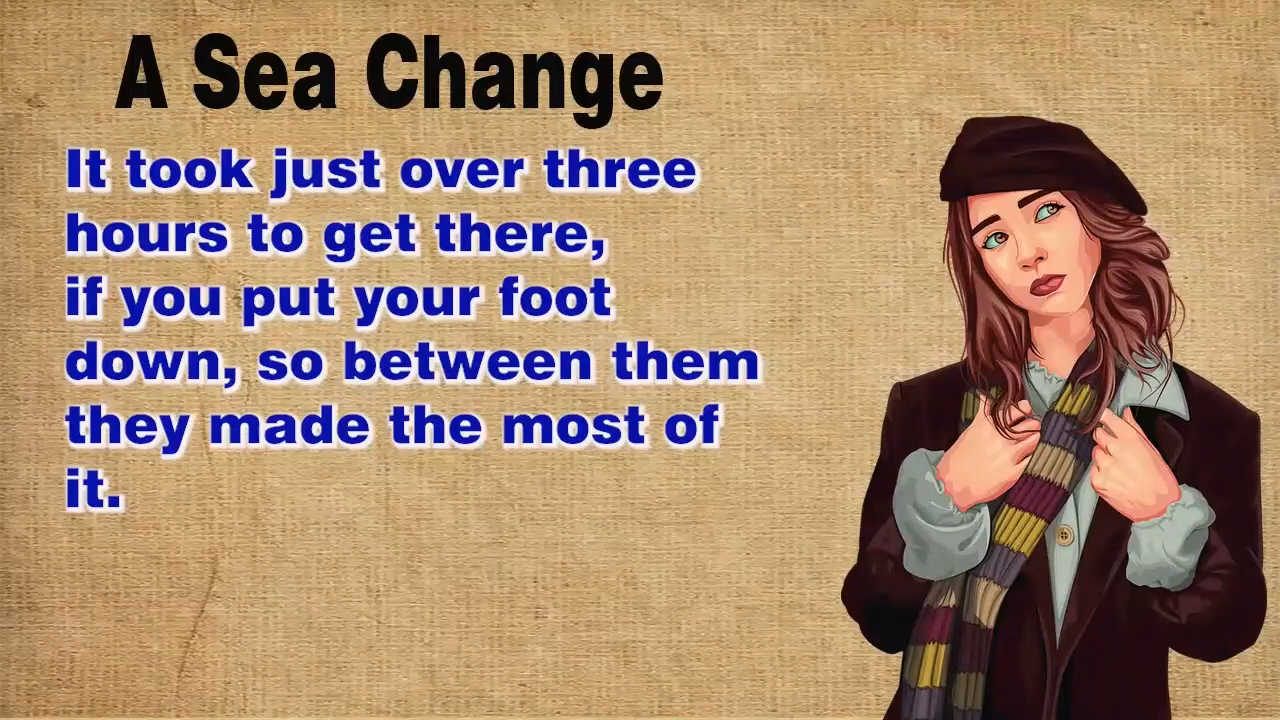 A Sea Change
It took just over three
hours to get there,
if you put your foot
down, so between them
they made the most of
it.